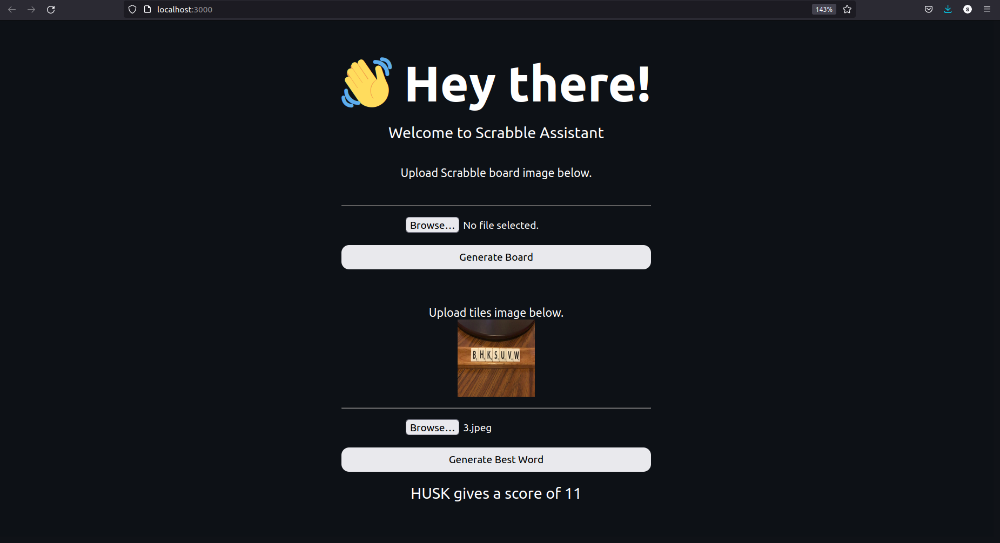 localhost:3000
143%
S
Hey there!
Welcome to Scrabble Assistant
Upload Scrabble board image below.
Browse… No file selected.
Generate Board
Upload tiles image below.
B H K S U V W
Browse… 3.jpeg
Generate Best Word
HUSK gives a score of 11